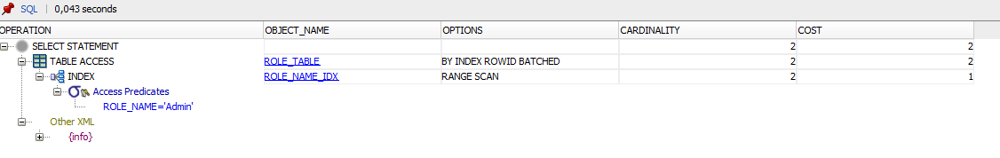 SQL | 0,043 seconds
OPERATION OBJECT_NAME OPTIONS CARDINALITY COST
SELECT STATEMENT 2 2
TABLE ACCESS ROLE_TABLE BY INDEX ROWID BATCHED 2 2
INDEX ROLE_NAME_IDX RANGE SCAN 2 1
Access Predicates
ROLE_NAME='Admin'
Other XML
{info}